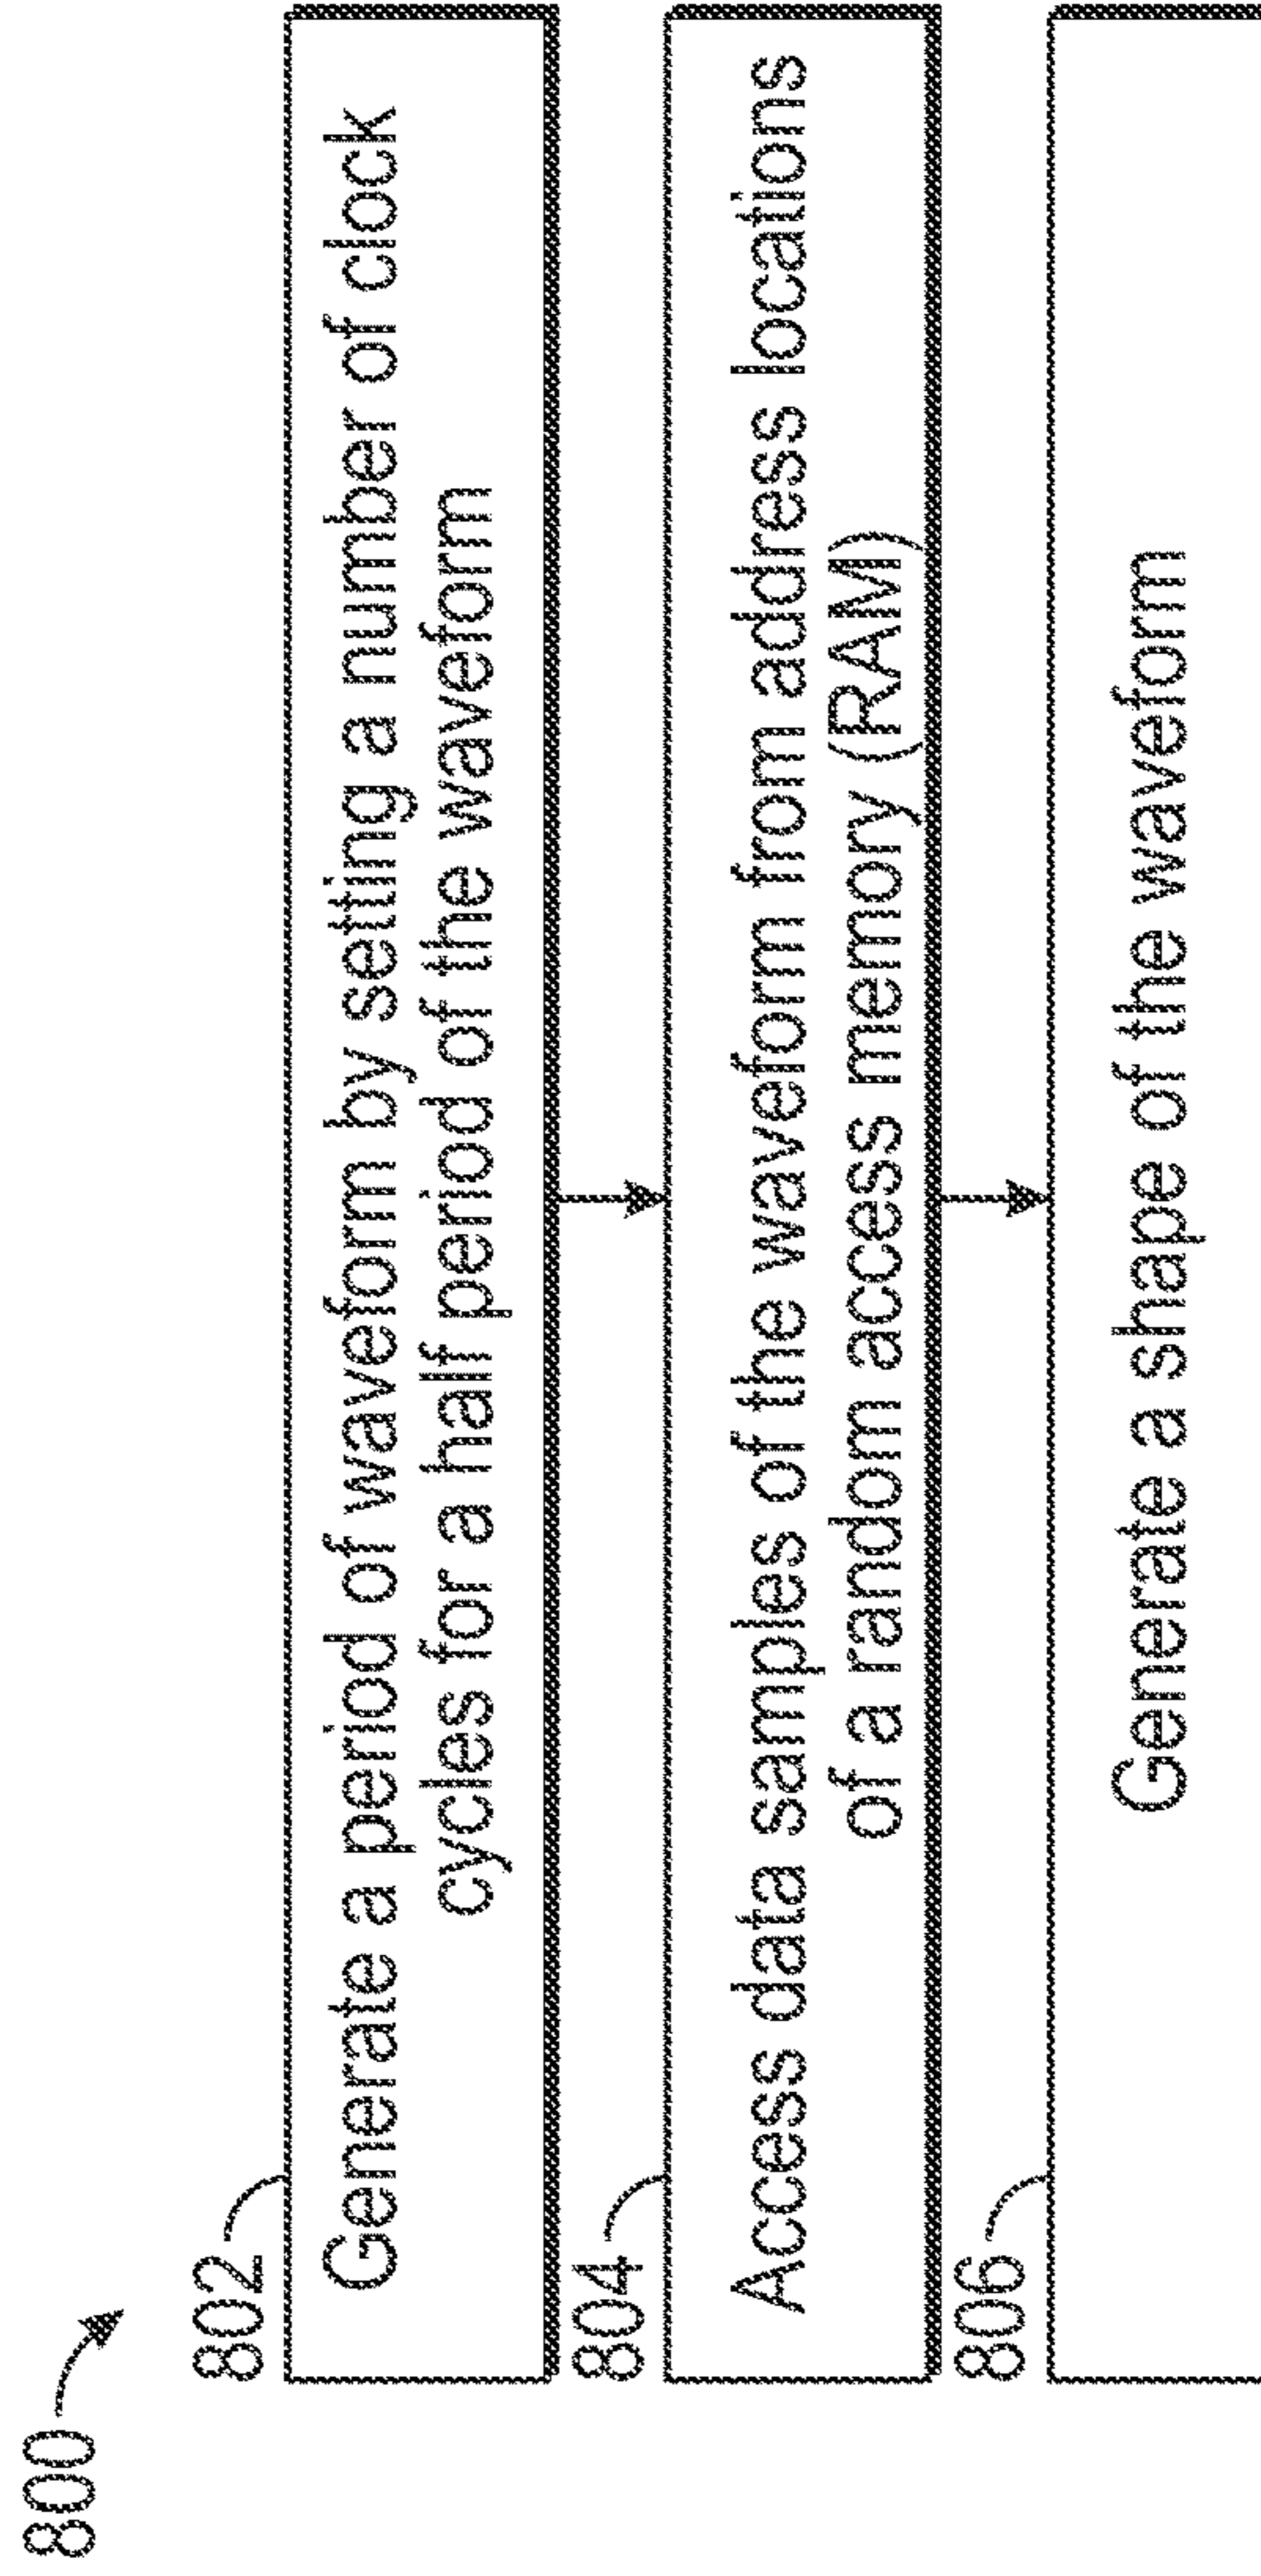 800
802
Generate a period of waveform by setting a number of clock
cycles for a half period of the waveform
804
Access data samples of the waveform from address locations
of a random access memory (RAM)
806
Generate a shape of the waveform